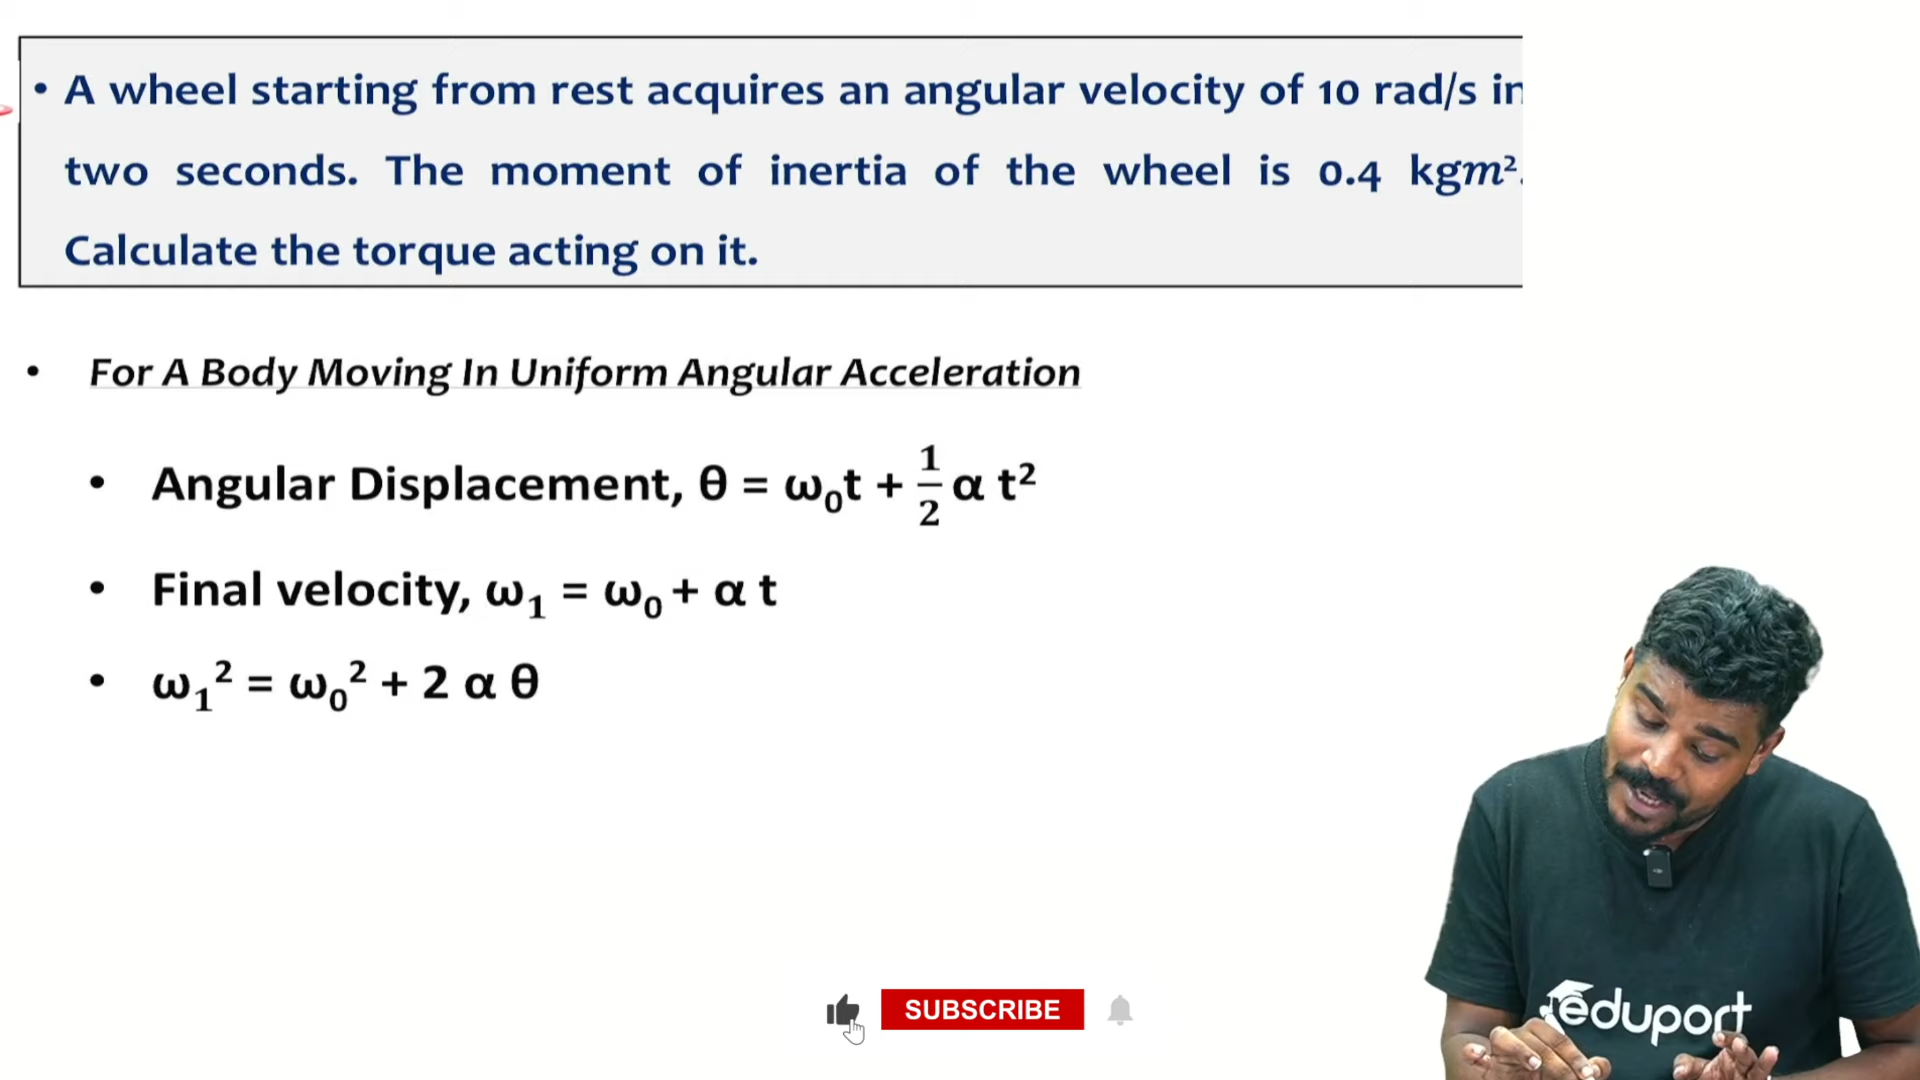 • A wheel starting from rest acquires an angular velocity of 10 rad/s in
two seconds. The moment of inertia of the wheel is 0.4 kgm².
Calculate the torque acting on it.
• For A Body Moving In Uniform Angular Acceleration
• Angular Displacement, θ = ω₀t + 1/2 α t²
• Final velocity, ω₁ = ω₀ + α t
• ω₁² = ω₀² + 2 α θ
SUBSCRIBE
eduport